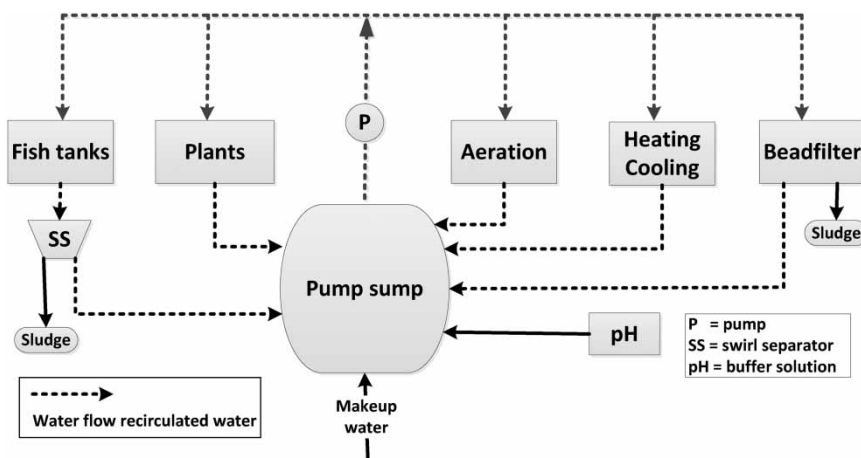 P
Fish tanks
Plants
Aeration
Heating
Cooling
Beadfilter
SS
Sludge
Pump sump
Sludge
pH
P = pump
SS = swirl separator
pH = buffer solution
Makeup
water
Water flow recirculated water